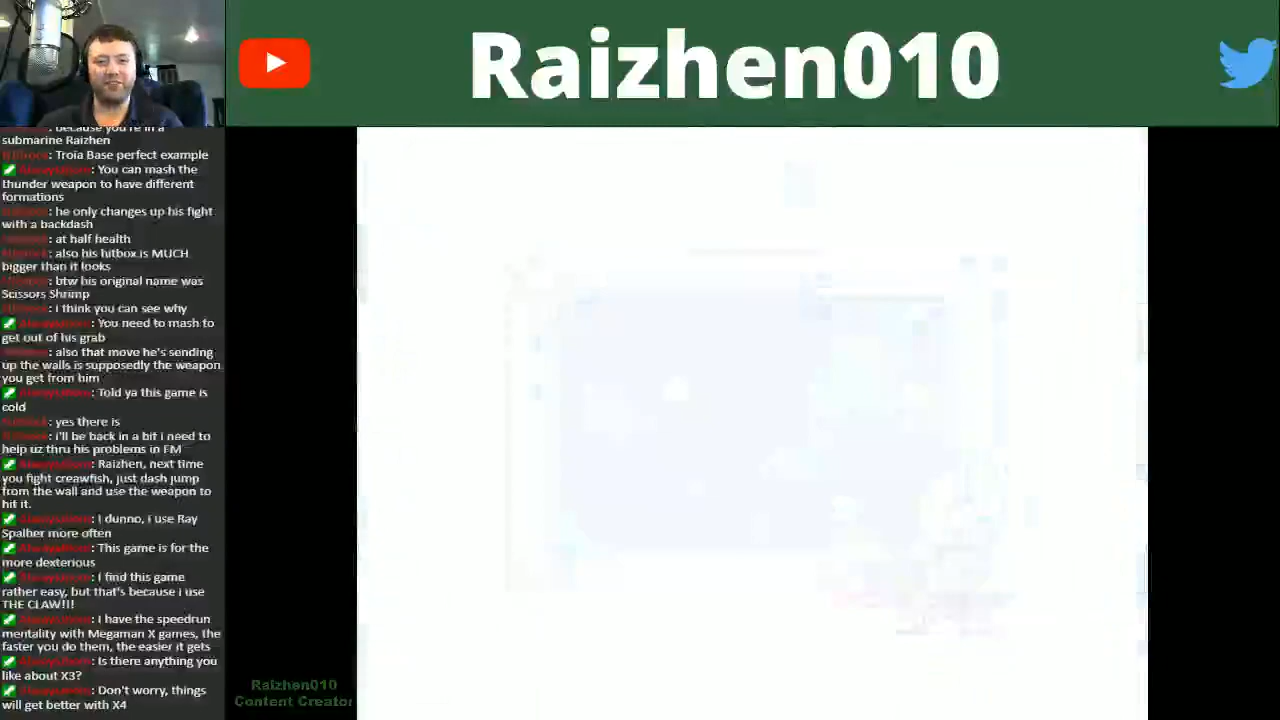 Raizhen010
because you're in a
submarine Raizhen
: Troia Base perfect example
: You can mash the
thunder weapon to have different
formations
: he only changes up his fight
with a backdash
: at half health
: also his hitbox is MUCH
bigger than it looks
: btw his original name was
Scissors Shrimp
: i think you can see why
: You need to mash to
get out of his grab
: also that move he's sending
up the walls is supposedly the weapon
you get from him
: Told ya this game is
cold
: yes there is
: i'll be back in a bit i need to
help uz thru his problems in FM
: Raizhen, next time
you fight creawfish, just dash jump
from the wall and use the weapon to
hit it.
: I dunno, i use Ray
Spalber more often
: This game is for the
more dexterious
: I find this game
rather easy, but that's because i use
THE CLAW!!!
: I have the speedrun
mentality with Megaman X games, the
faster you do them, the easier it gets
: Is there anything you
like about X3?
: Don't worry, things
will get better with X4
Raizhen010
Content Creator